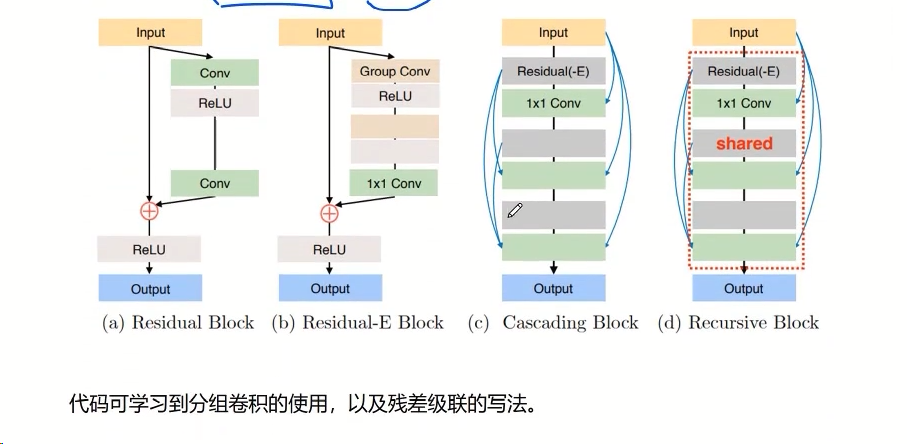 Input
Conv
ReLU
Conv
ReLU
Output
(a) Residual Block
Input
Group Conv
ReLU
1x1 Conv
ReLU
Output
(b) Residual-E Block
Input
Residual(-E)
1x1 Conv
Output
(c) Cascading Block
Input
Residual(-E)
1x1 Conv
shared
Output
(d) Recursive Block
代码可学习到分组卷积的使用，以及残差级联的写法。